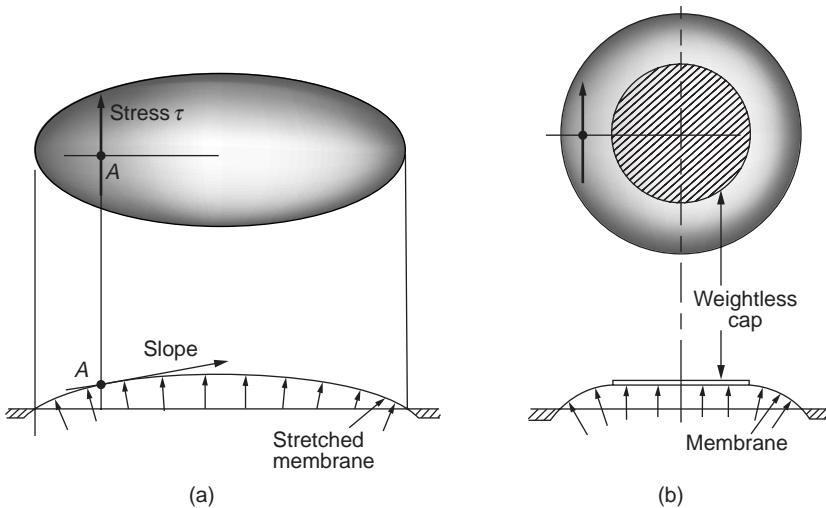 Stress τ
A
A
Slope
Stretched
membrane
(a)
Weightless
cap
Membrane
(b)